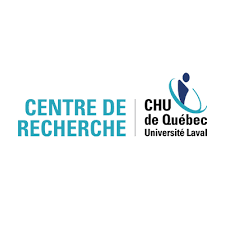 CENTRE DE
RECHERCHE
CHU
de Québec
Université Laval